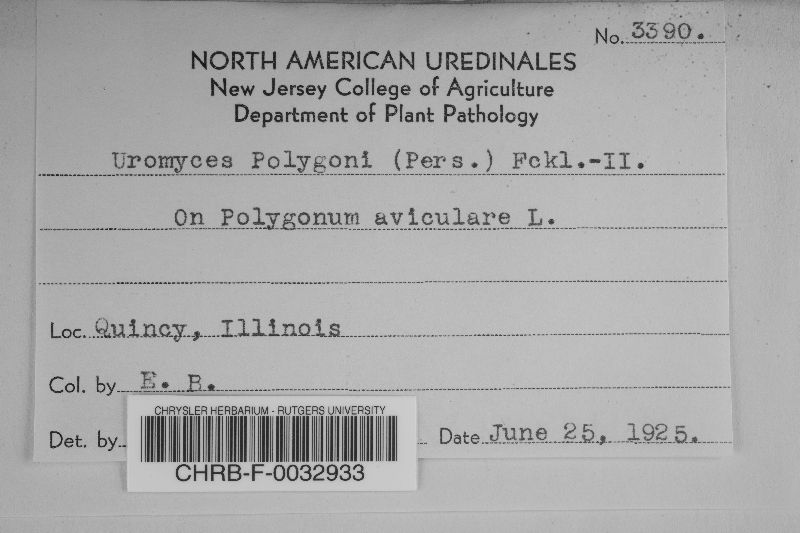 No. 3390.
NORTH AMERICAN UREDINALES
New Jersey College of Agriculture
Department of Plant Pathology
Uromyces Polygoni (Pers.) Fckl.-II.
On Polygonum aviculare L.
Loc. Quincy, Illinois
Col. by E. B.
Det. by
Date June 25, 1925.
CHRYSLER HERBARIUM - RUTGERS UNIVERSITY
CHRB-F-0032933